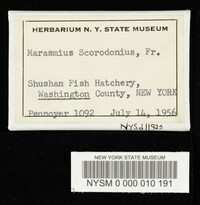 HERBARIUM N. Y. STATE MUSEUM
Marasmius Scorodonius, Fr.
Shushan Fish Hatchery,
Washington County, NEW YORK
Pennoyer 1092 July 14, 1956
NYSd11925
NEW YORK STATE MUSEUM
NYSM 0 000 010 191